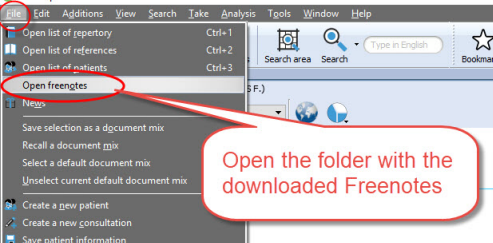 File Edit Additions View Search Take Analysis Tools Window Help
Open list of repertory Ctrl+1
Open list of references Ctrl+2
Open list of patients Ctrl+3
Open freenotes
News
Save selection as a document mix
Recall a document mix
Select a default document mix
Unselect current default document mix
Create a new patient
Create a new consultation
Save patient information
Search area Search
Type in English
Bookmar
S F.)
Open the folder with the
downloaded Freenotes